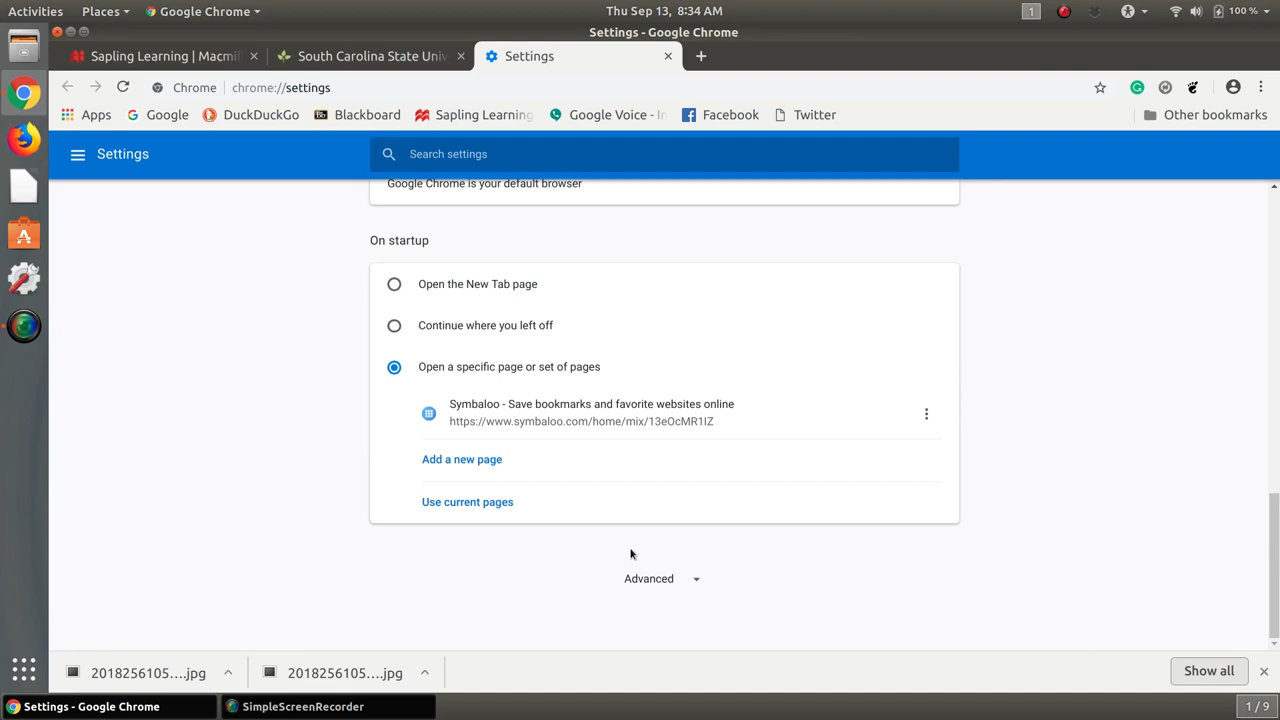 Activities Places Google Chrome Thu Sep 13, 8:34 AM 1 100 %
Settings - Google Chrome
Sapling Learning | Macmil South Carolina State Univ Settings
Chrome chrome://settings
Apps Google DuckDuckGo Blackboard Sapling Learning Google Voice - In Facebook Twitter Other bookmarks
Settings Search settings
Google Chrome is your default browser
On startup
Open the New Tab page
Continue where you left off
Open a specific page or set of pages
Symbaloo - Save bookmarks and favorite websites online
https://www.symbaloo.com/home/mix/13eOcMR1IZ
Add a new page
Use current pages
Advanced
2018256105....jpg 2018256105....jpg Show all
Settings - Google Chrome SimpleScreenRecorder 1 / 9